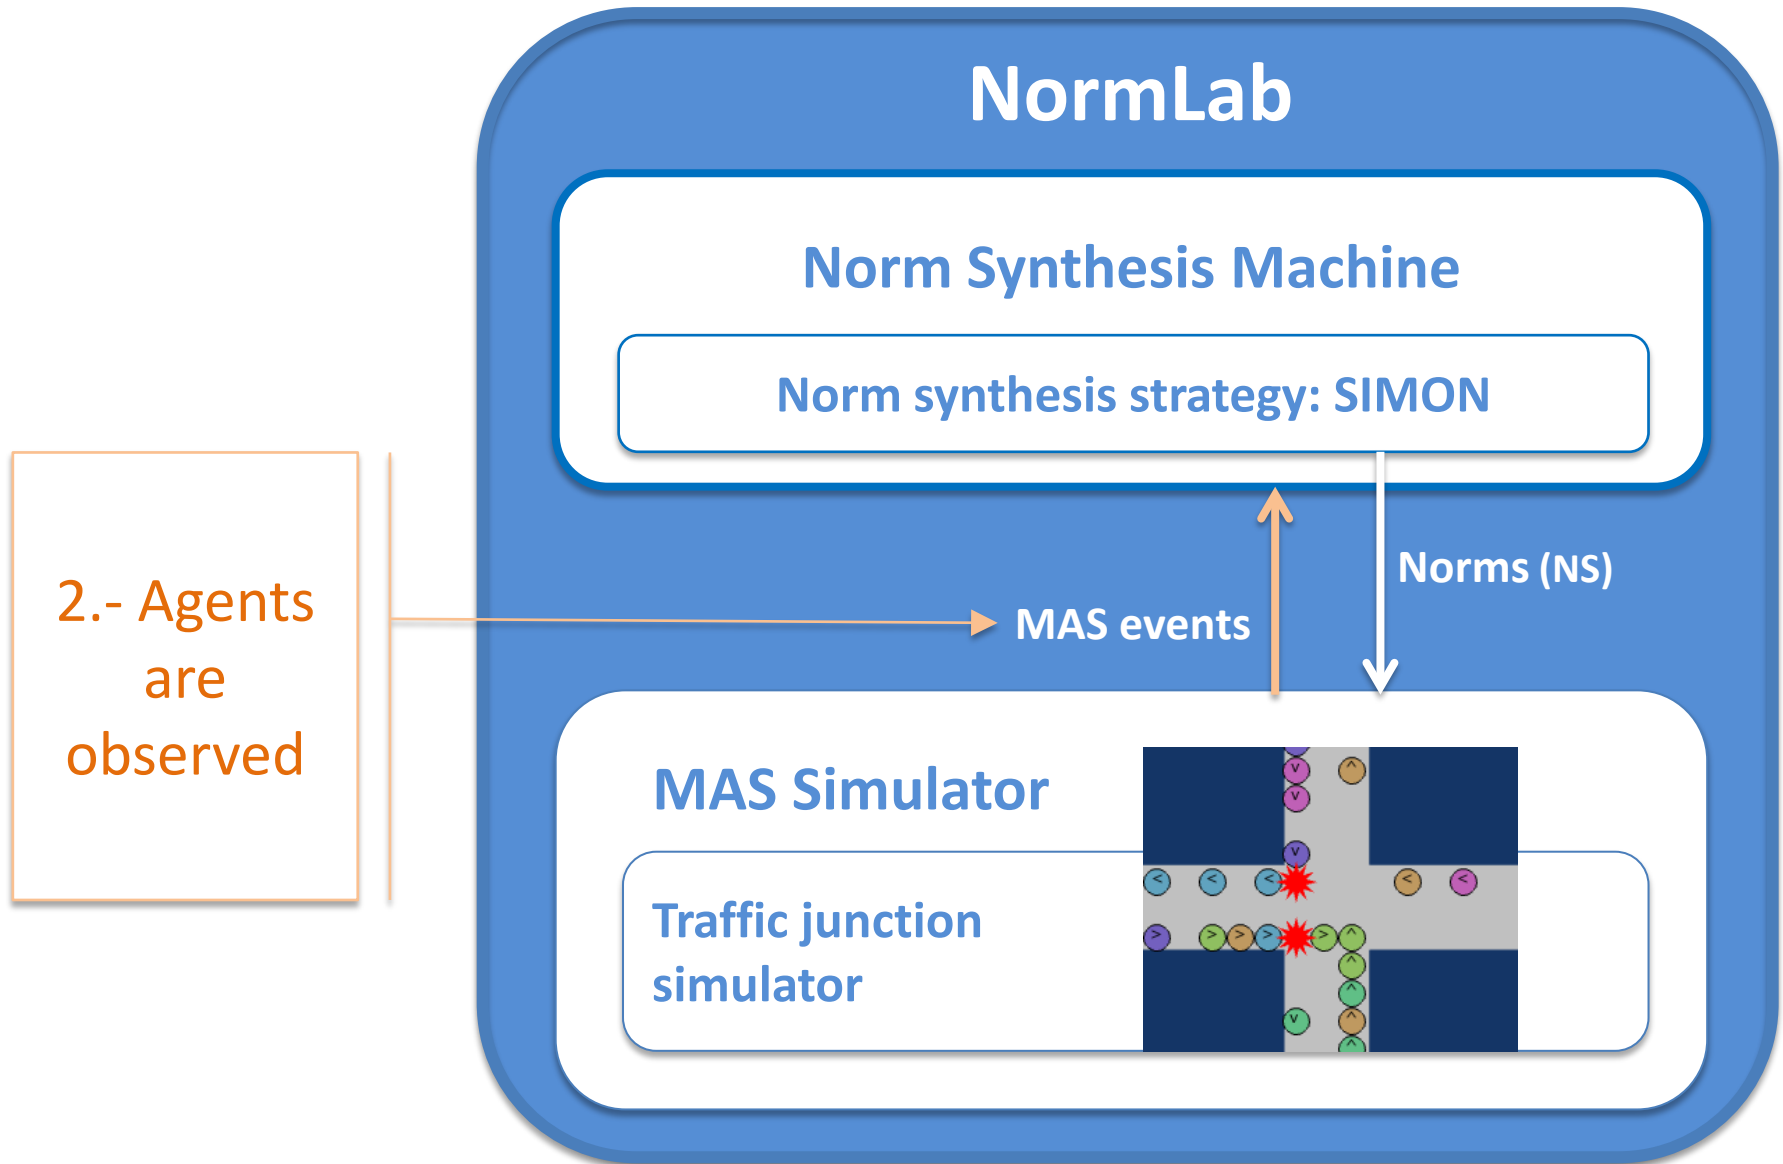 NormLab
Norm Synthesis Machine
Norm synthesis strategy: SIMON
2.- Agents
are
observed
MAS events
Norms (NS)
MAS Simulator
Traffic junction
simulator